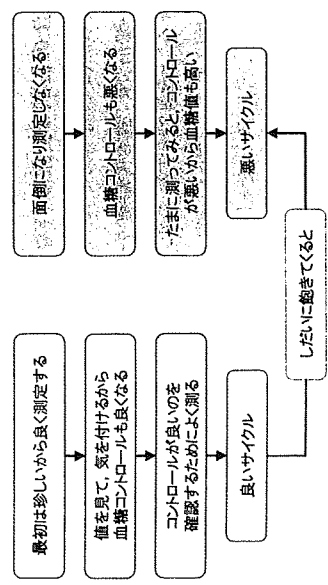 最初は珍しいから良く測定する
値を見て，気を付けるから
血糖コントロールも良くなる
コントロールが良いのを
確認するためによく測る
良いサイクル
しだいに飽きてくると
面倒になり測定しなくなる
血糖コントロールも悪くなる
たまに測ってみると，コントロール
が悪いから血糖値も高い
悪いサイクル